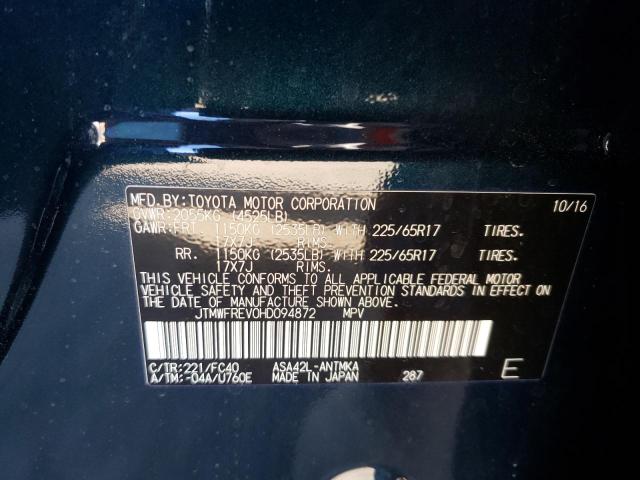 MFD.BY:TOYOTA MOTOR CORPORATION 10/16
GVWR:2055KG (4525LB)
GAWR:FRT. 1150KG (2535LB) WITH 225/65R17 TIRES.
17X7J RIMS.
RR. 1150KG (2535LB) WITH 225/65R17 TIRES.
17X7J RIMS.
THIS VEHICLE CONFORMS TO ALL APPLICABLE FEDERAL MOTOR
VEHICLE SAFETY AND THEFT PREVENTION STANDARDS IN EFFECT
ON THE DATE OF MANUFACTURE SHOWN ABOVE.
JTMWFREV0HD094872 MPV
C/TR:221/FC40 ASA42L-ANTMKA
A/TM:-04A/U760E MADE IN JAPAN 287 E